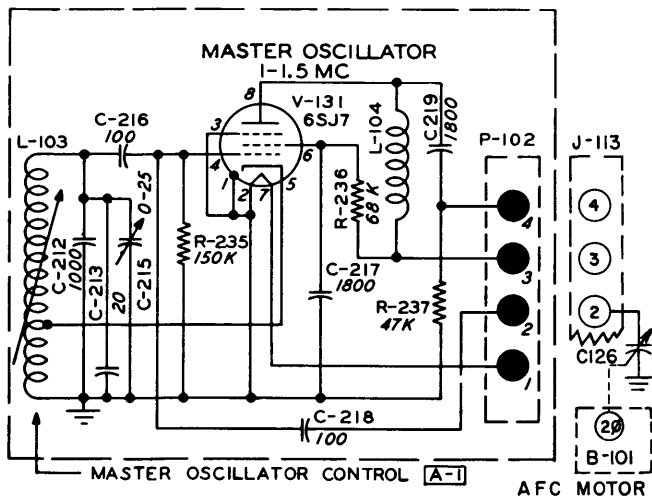 MASTER OSCILLATOR
1-1.5 MC
8
V-131
6SJ7
C-216
100
L-103
3
4
1
2
7
5
6
L-104
C219
1800
P-102
J-113
0-25
R-236
68K
C-212
1000
C-213
20
C-215
R-235
150K
C-217
1800
R-237
47K
4
3
2
1
4
3
2
C126
C-218
100
20
B-101
MASTER OSCILLATOR CONTROL A-1
AFC MOTOR